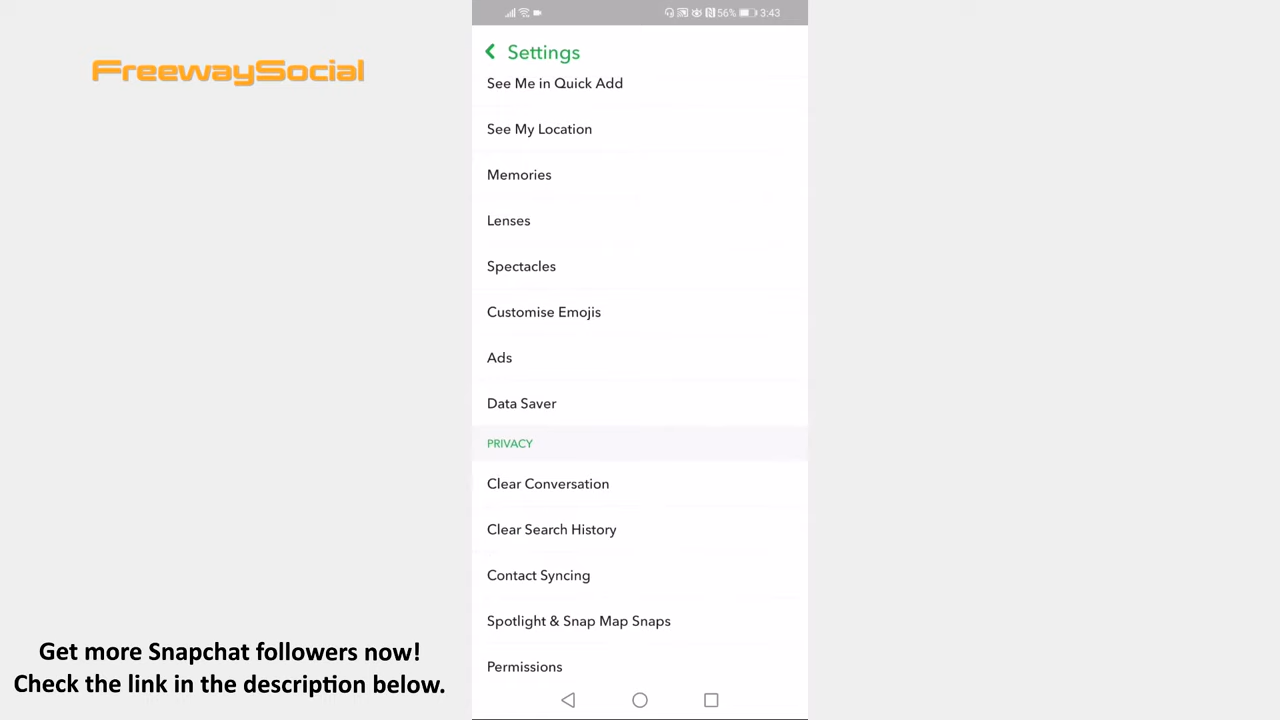 56% 3:43
FreewaySocial
Settings
See Me in Quick Add
See My Location
Memories
Lenses
Spectacles
Customise Emojis
Ads
Data Saver
PRIVACY
Clear Conversation
Clear Search History
Contact Syncing
Spotlight & Snap Map Snaps
Permissions
Get more Snapchat followers now!
Check the link in the description below.